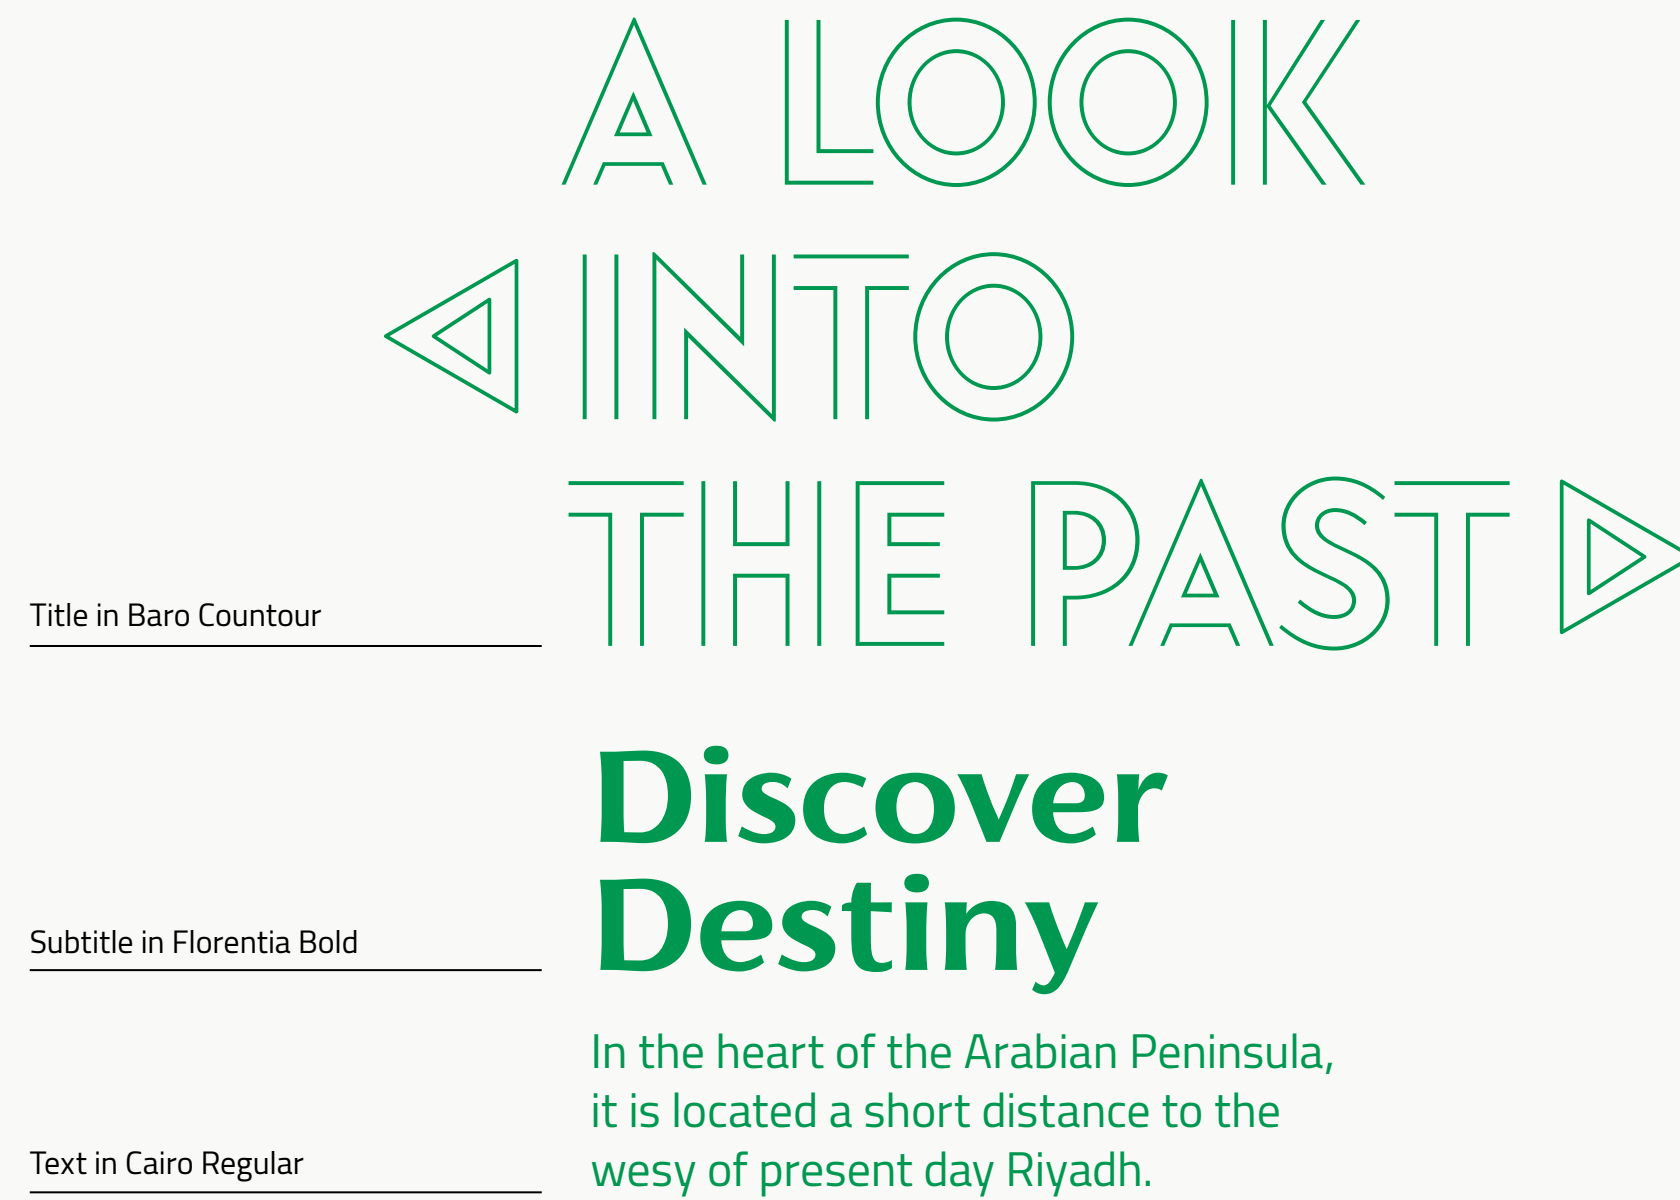 A LOOK
INTO
THE PAST
Title in Baro Countour
Discover
Destiny
Subtitle in Florentia Bold
In the heart of the Arabian Peninsula,
it is located a short distance to the
wesy of present day Riyadh.
Text in Cairo Regular